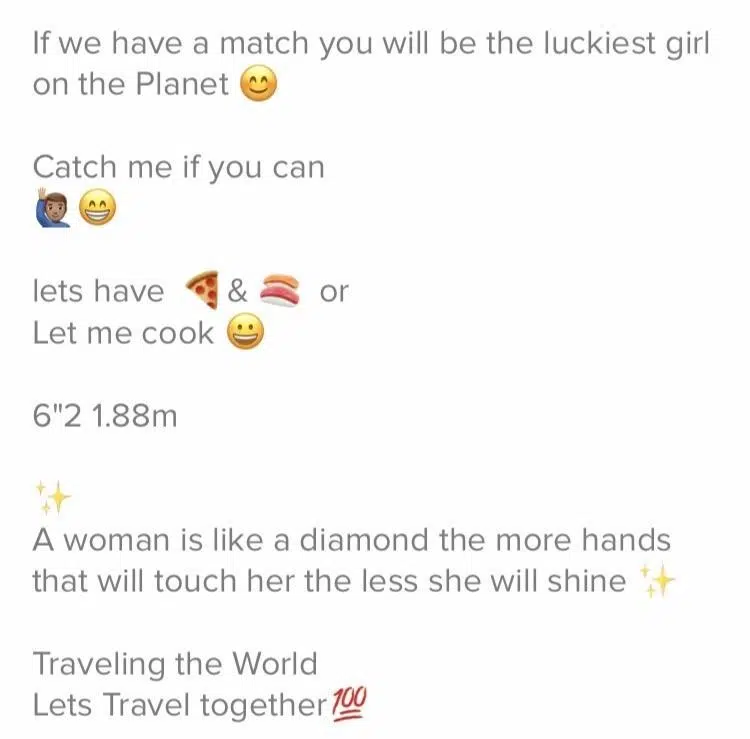 If we have a match you will be the luckiest girl
on the Planet 😊
Catch me if you can
🙋🏽‍♂️😁
lets have 🍕& 🍣 or
Let me cook 😀
6"2 1.88m
✨
A woman is like a diamond the more hands
that will touch her the less she will shine ✨
Traveling the World
Lets Travel together💯